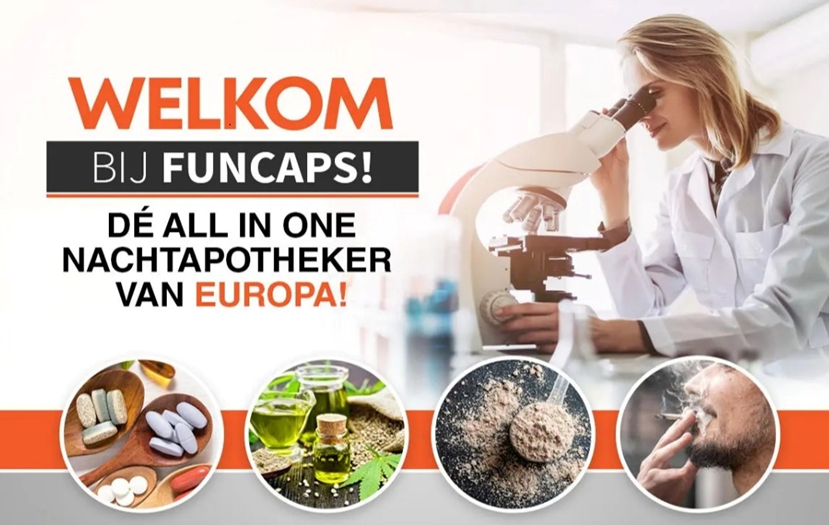 WELKOM
BIJ FUNCAPS!
DÉ ALL IN ONE
NACHTAPOTHEKER
VAN EUROPA!